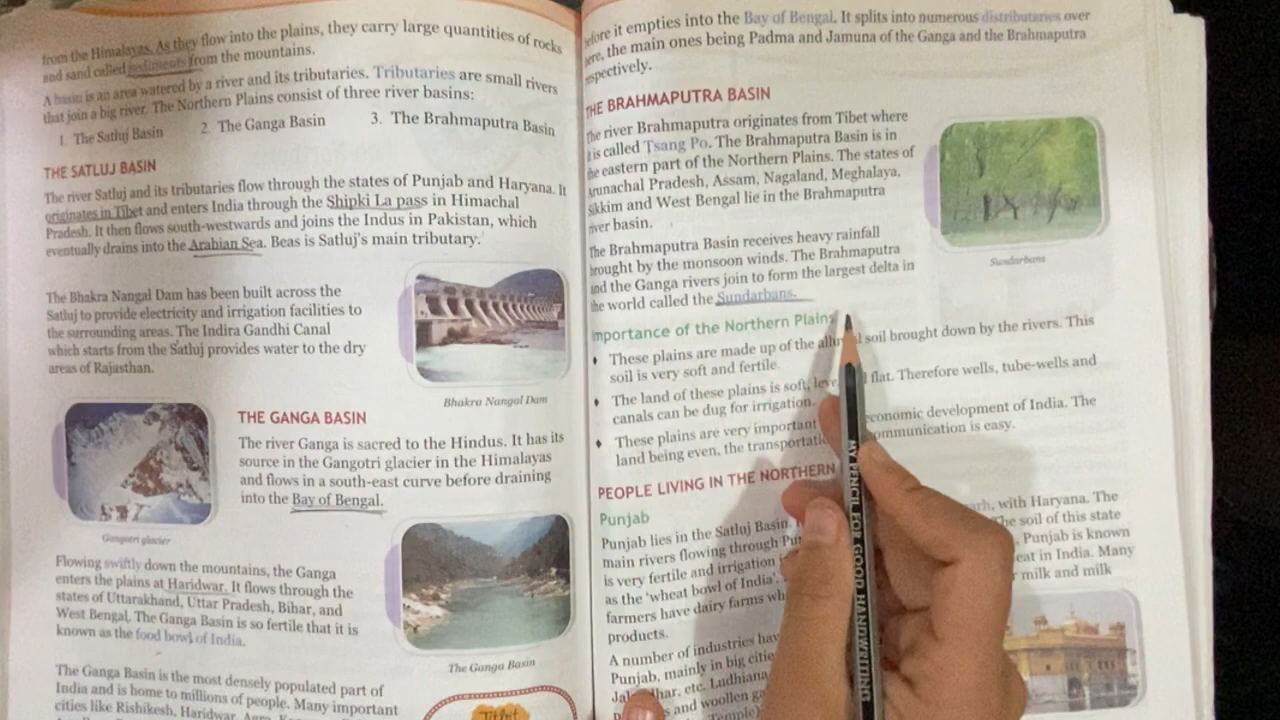 from the Himalayas. As they flow into the plains, they carry large quantities of rocks
and sand called sediments from the mountains.
A basin is an area watered by a river and its tributaries. Tributaries are small rivers
that join a big river. The Northern Plains consist of three river basins:
1. The Satluj Basin 2. The Ganga Basin 3. The Brahmaputra Basin
THE SATLUJ BASIN
The river Satluj and its tributaries flow through the states of Punjab and Haryana. It
originates in Tibet and enters India through the Shipki La pass in Himachal
Pradesh. It then flows south-westwards and joins the Indus in Pakistan, which
eventually drains into the Arabian Sea. Beas is Satluj's main tributary.
The Bhakra Nangal Dam has been built across the
Satluj to provide electricity and irrigation facilities to
the surrounding areas. The Indira Gandhi Canal
which starts from the Satluj provides water to the dry
areas of Rajasthan.
Bhakra Nangal Dam
THE GANGA BASIN
The river Ganga is sacred to the Hindus. It has its
source in the Gangotri glacier in the Himalayas
and flows in a south-east curve before draining
into the Bay of Bengal.
Gangotri glacier
Flowing swiftly down the mountains, the Ganga
enters the plains at Haridwar. It flows through the
states of Uttarakhand, Uttar Pradesh, Bihar, and
West Bengal. The Ganga Basin is so fertile that it is
known as the food bowl of India.
The Ganga Basin
The Ganga Basin is the most densely populated part of
India and is home to millions of people. Many important
cities like Rishikesh, Haridwar, Agra,
before it empties into the Bay of Bengal. It splits into numerous distributaries over
here, the main ones being Padma and Jamuna of the Ganga and the Brahmaputra
respectively.
THE BRAHMAPUTRA BASIN
The river Brahmaputra originates from Tibet where
it is called Tsang Po. The Brahmaputra Basin is in
the eastern part of the Northern Plains. The states of
Arunachal Pradesh, Assam, Nagaland, Meghalaya,
Sikkim and West Bengal lie in the Brahmaputra
river basin.
The Brahmaputra Basin receives heavy rainfall
brought by the monsoon winds. The Brahmaputra
and the Ganga rivers join to form the largest delta in
the world called the Sundarbans.
Sundarbans
Importance of the Northern Plains
• These plains are made up of the alluvial soil brought down by the rivers. This
soil is very soft and fertile.
• The land of these plains is soft, level flat. Therefore wells, tube-wells and
canals can be dug for irrigation.
• These plains are very important economic development of India. The
land being even, the transportation communication is easy.
PEOPLE LIVING IN THE NORTHERN
Punjab
Punjab lies in the Satluj Basin. with Haryana. The
main rivers flowing through The soil of this state
is very fertile and irrigation Punjab is known
as the 'wheat bowl of India'. in India. Many
farmers have dairy farms milk and milk
products.
A number of industries
Punjab, mainly in big
etc. Ludhiana
and woollen
Temple
MY PENCIL FOR GOOD HANDWRITING